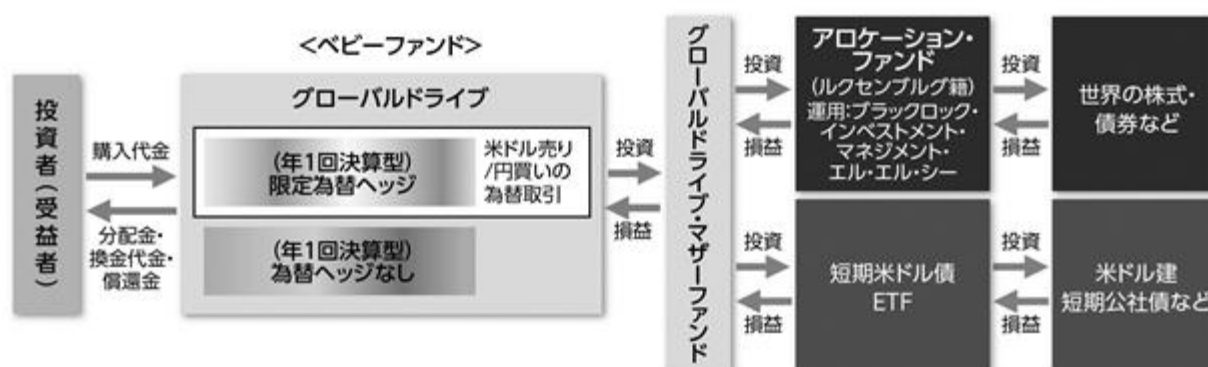 <ベビーファンド>
投資者(受益者)
購入代金
分配金・
換金代金・
償還金
グローバルドライブ
(年1回決算型)
限定為替ヘッジ
米ドル売り
/円買いの
為替取引
(年1回決算型)
為替ヘッジなし
投資
損益
グローバルドライブ・マザーファンド
投資
損益
アロケーション・
ファンド
(ルクセンブルグ籍)
運用:ブラックロック・
インベストメント・
マネジメント・
エル・エル・シー
投資
損益
世界の株式・
債券など
投資
損益
短期米ドル債
ETF
投資
損益
米ドル建
短期公社債など